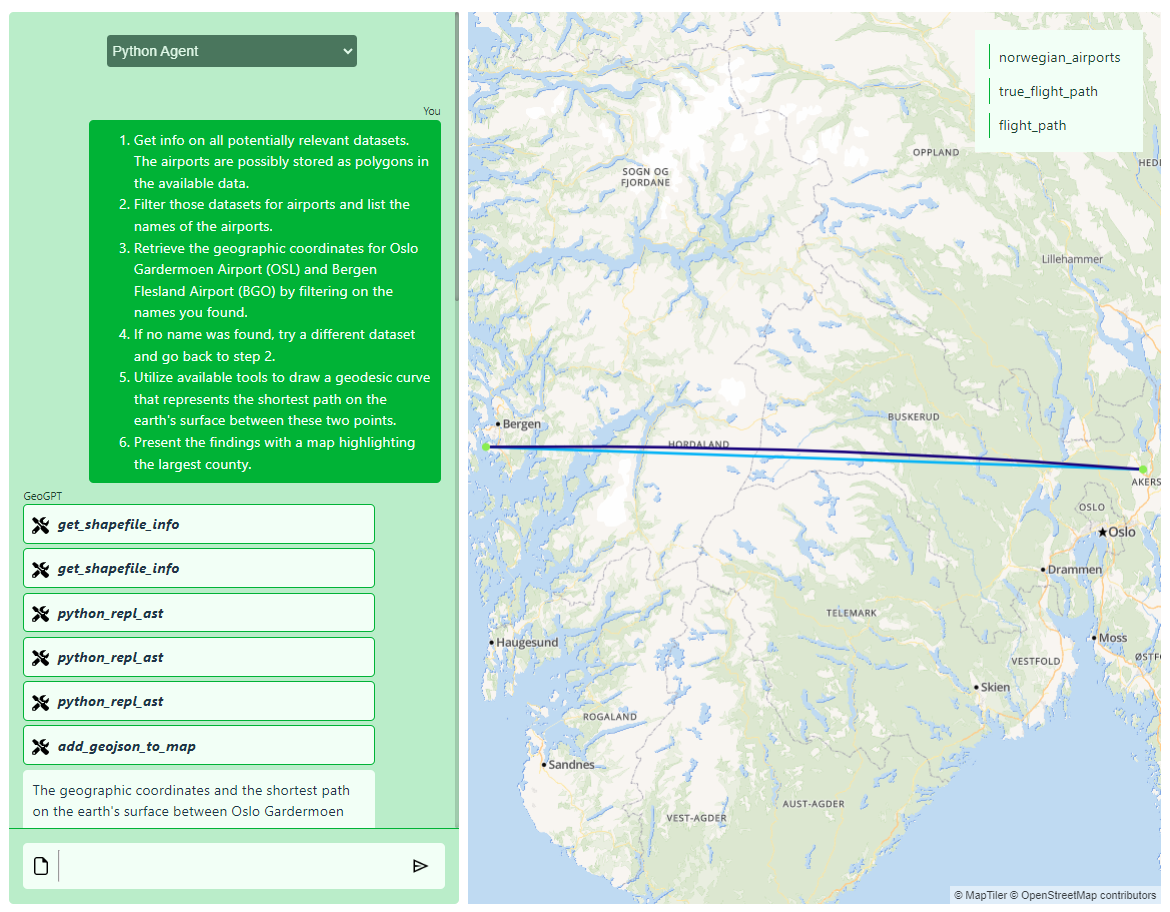 Python Agent
You
1. Get info on all potentially relevant datasets.
The airports are possibly stored as polygons in
the available data.
2. Filter those datasets for airports and list the
names of the airports.
3. Retrieve the geographic coordinates for Oslo
Gardermoen Airport (OSL) and Bergen
Flesland Airport (BGO) by filtering on the
names you found.
4. If no name was found, try a different dataset
and go back to step 2.
5. Utilize available tools to draw a geodesic curve
that represents the shortest path on the
earth's surface between these two points.
6. Present the findings with a map highlighting
the largest county.
GeoGPT
get_shapefile_info
get_shapefile_info
python_repl_ast
python_repl_ast
python_repl_ast
add_geojson_to_map
The geographic coordinates and the shortest path
on the earth's surface between Oslo Gardermoen
norwegian_airports
true_flight_path
flight_path
OPPLAND
HED
SOGN OG
FJORDANE
Lillehammer
BUSKERUD
Bergen
HORDALAND
AKERS
OSLO
Oslo
Drammen
TELEMARK
Moss
Haugesund
ØSTF
VESTFOLD
Skien
ROGALAND
Sandnes
AUST-AGDER
VEST-AGDER
© MapTiler © OpenStreetMap contributors